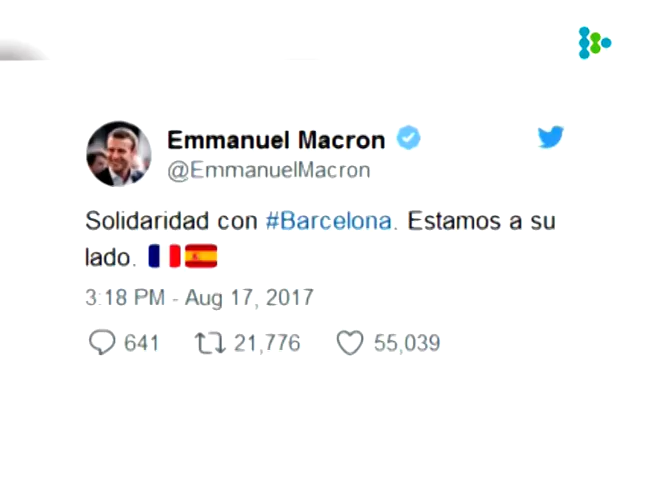 Emmanuel Macron
@EmmanuelMacron
Solidaridad con #Barcelona. Estamos a su
lado. 🇫🇷🇪🇸
3:18 PM - Aug 17, 2017
641 21,776 55,039